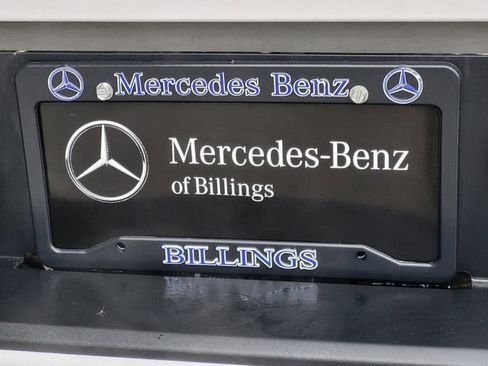 Mercedes Benz
Mercedes-Benz
of Billings
BILLINGS